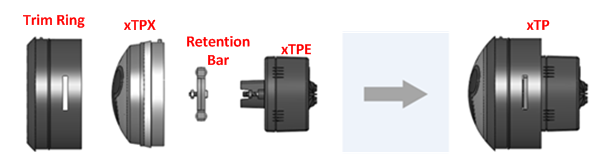 Trim Ring
xTPX
Retention
Bar
xTPE
xTP